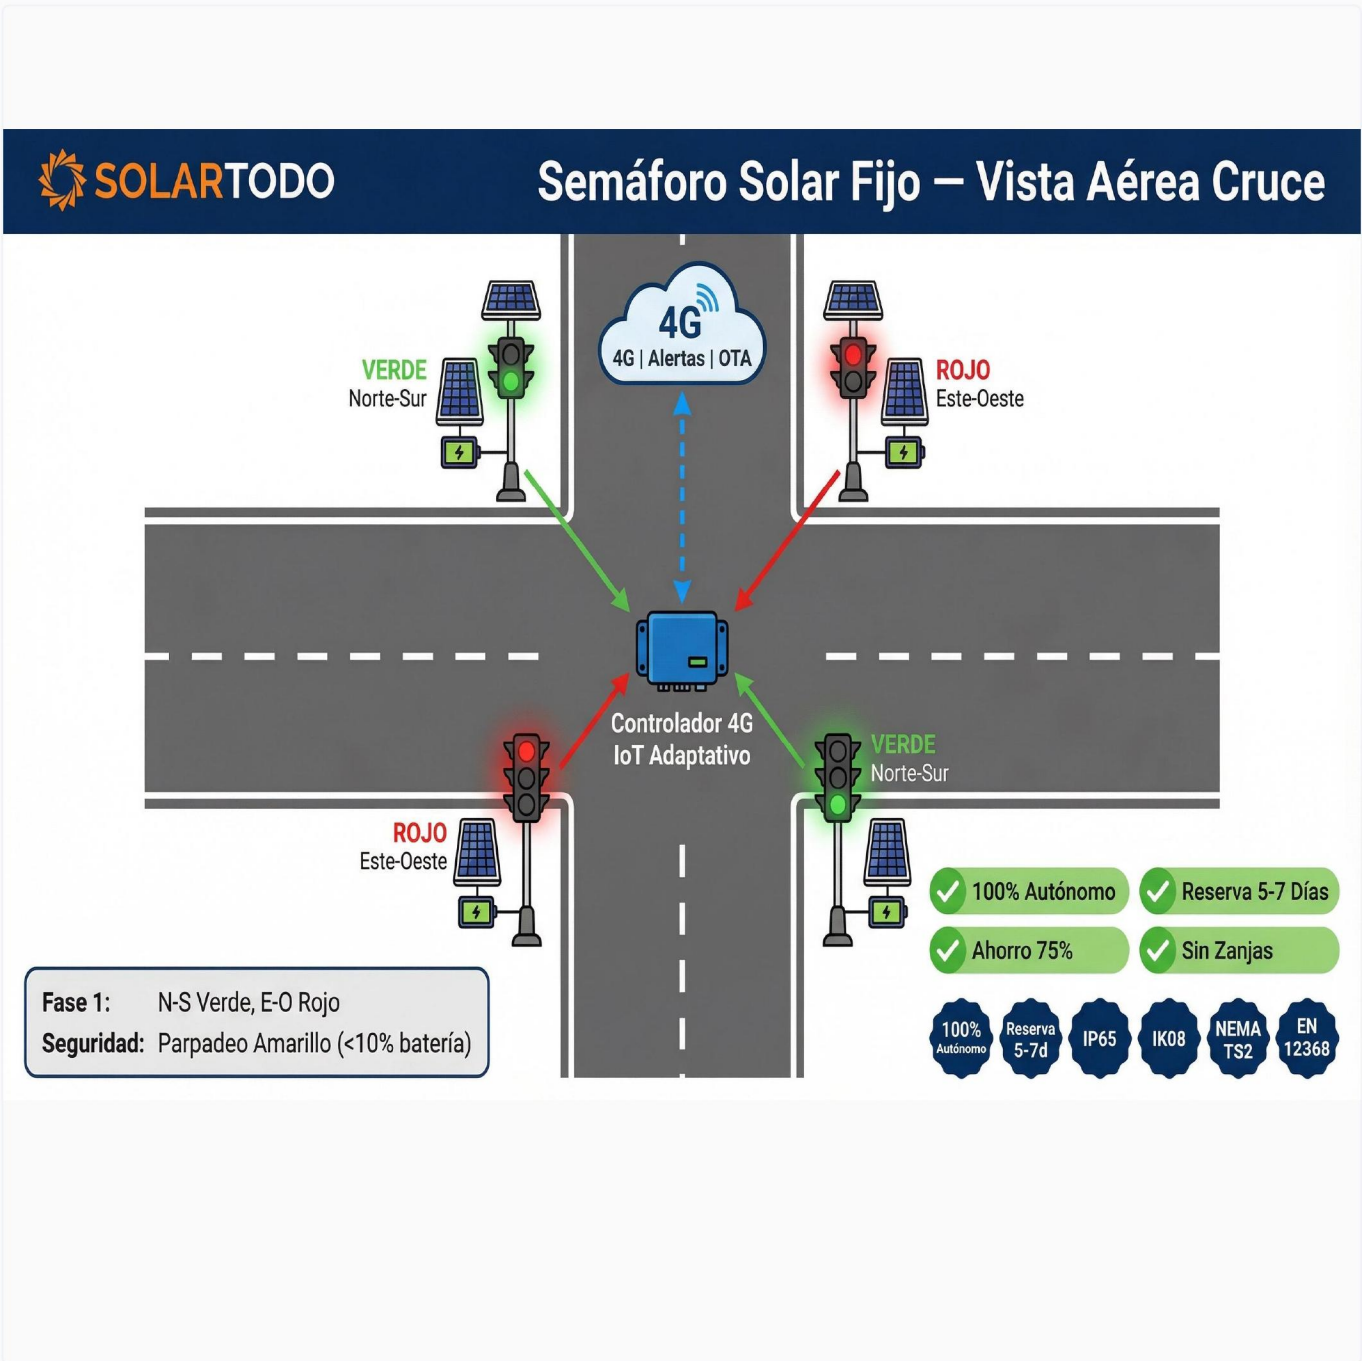 SOLARTODO
Semáforo Solar Fijo – Vista Aérea Cruce
4G
4G | Alertas | OTA
VERDE
Norte-Sur
ROJO
Este-Oeste
Controlador 4G
IoT Adaptativo
VERDE
Norte-Sur
ROJO
Este-Oeste
100% Autónomo
Reserva 5-7 Días
Ahorro 75%
Sin Zanjas
Fase 1: N-S Verde, E-O Rojo
Seguridad: Parpadeo Amarillo (<10% batería)
100%
Autónomo
Reserva
5-7d
IP65
IK08
NEMA
TS2
EN
12368